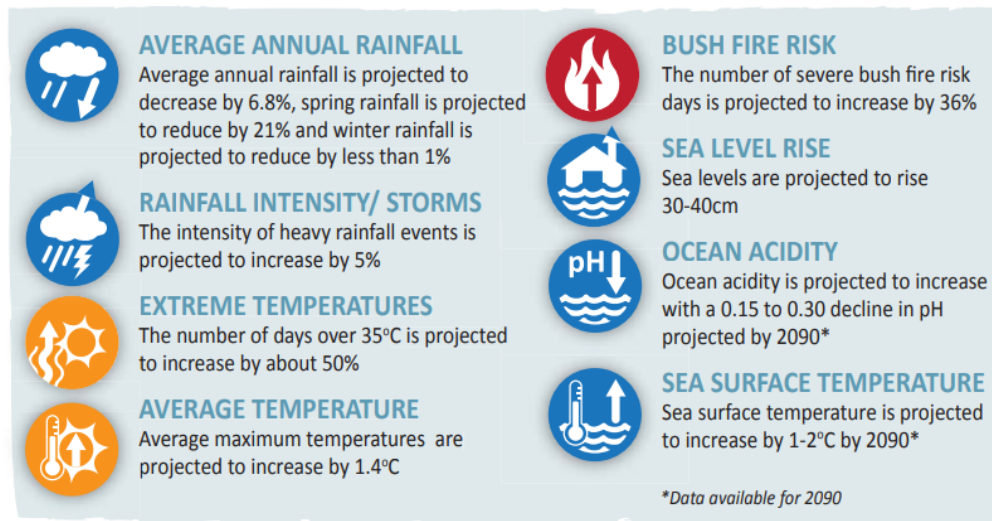 AVERAGE ANNUAL RAINFALL
Average annual rainfall is projected to
decrease by 6.8%, spring rainfall is projected
to reduce by 21% and winter rainfall is
projected to reduce by less than 1%
RAINFALL INTENSITY/ STORMS
The intensity of heavy rainfall events is
projected to increase by 5%
EXTREME TEMPERATURES
The number of days over 35°C is projected
to increase by about 50%
AVERAGE TEMPERATURE
Average maximum temperatures are
projected to increase by 1.4°C
BUSH FIRE RISK
The number of severe bush fire risk
days is projected to increase by 36%
SEA LEVEL RISE
Sea levels are projected to rise
30-40cm
pH
OCEAN ACIDITY
Ocean acidity is projected to increase
with a 0.15 to 0.30 decline in pH
projected by 2090*
SEA SURFACE TEMPERATURE
Sea surface temperature is projected
to increase by 1-2°C by 2090*
*Data available for 2090